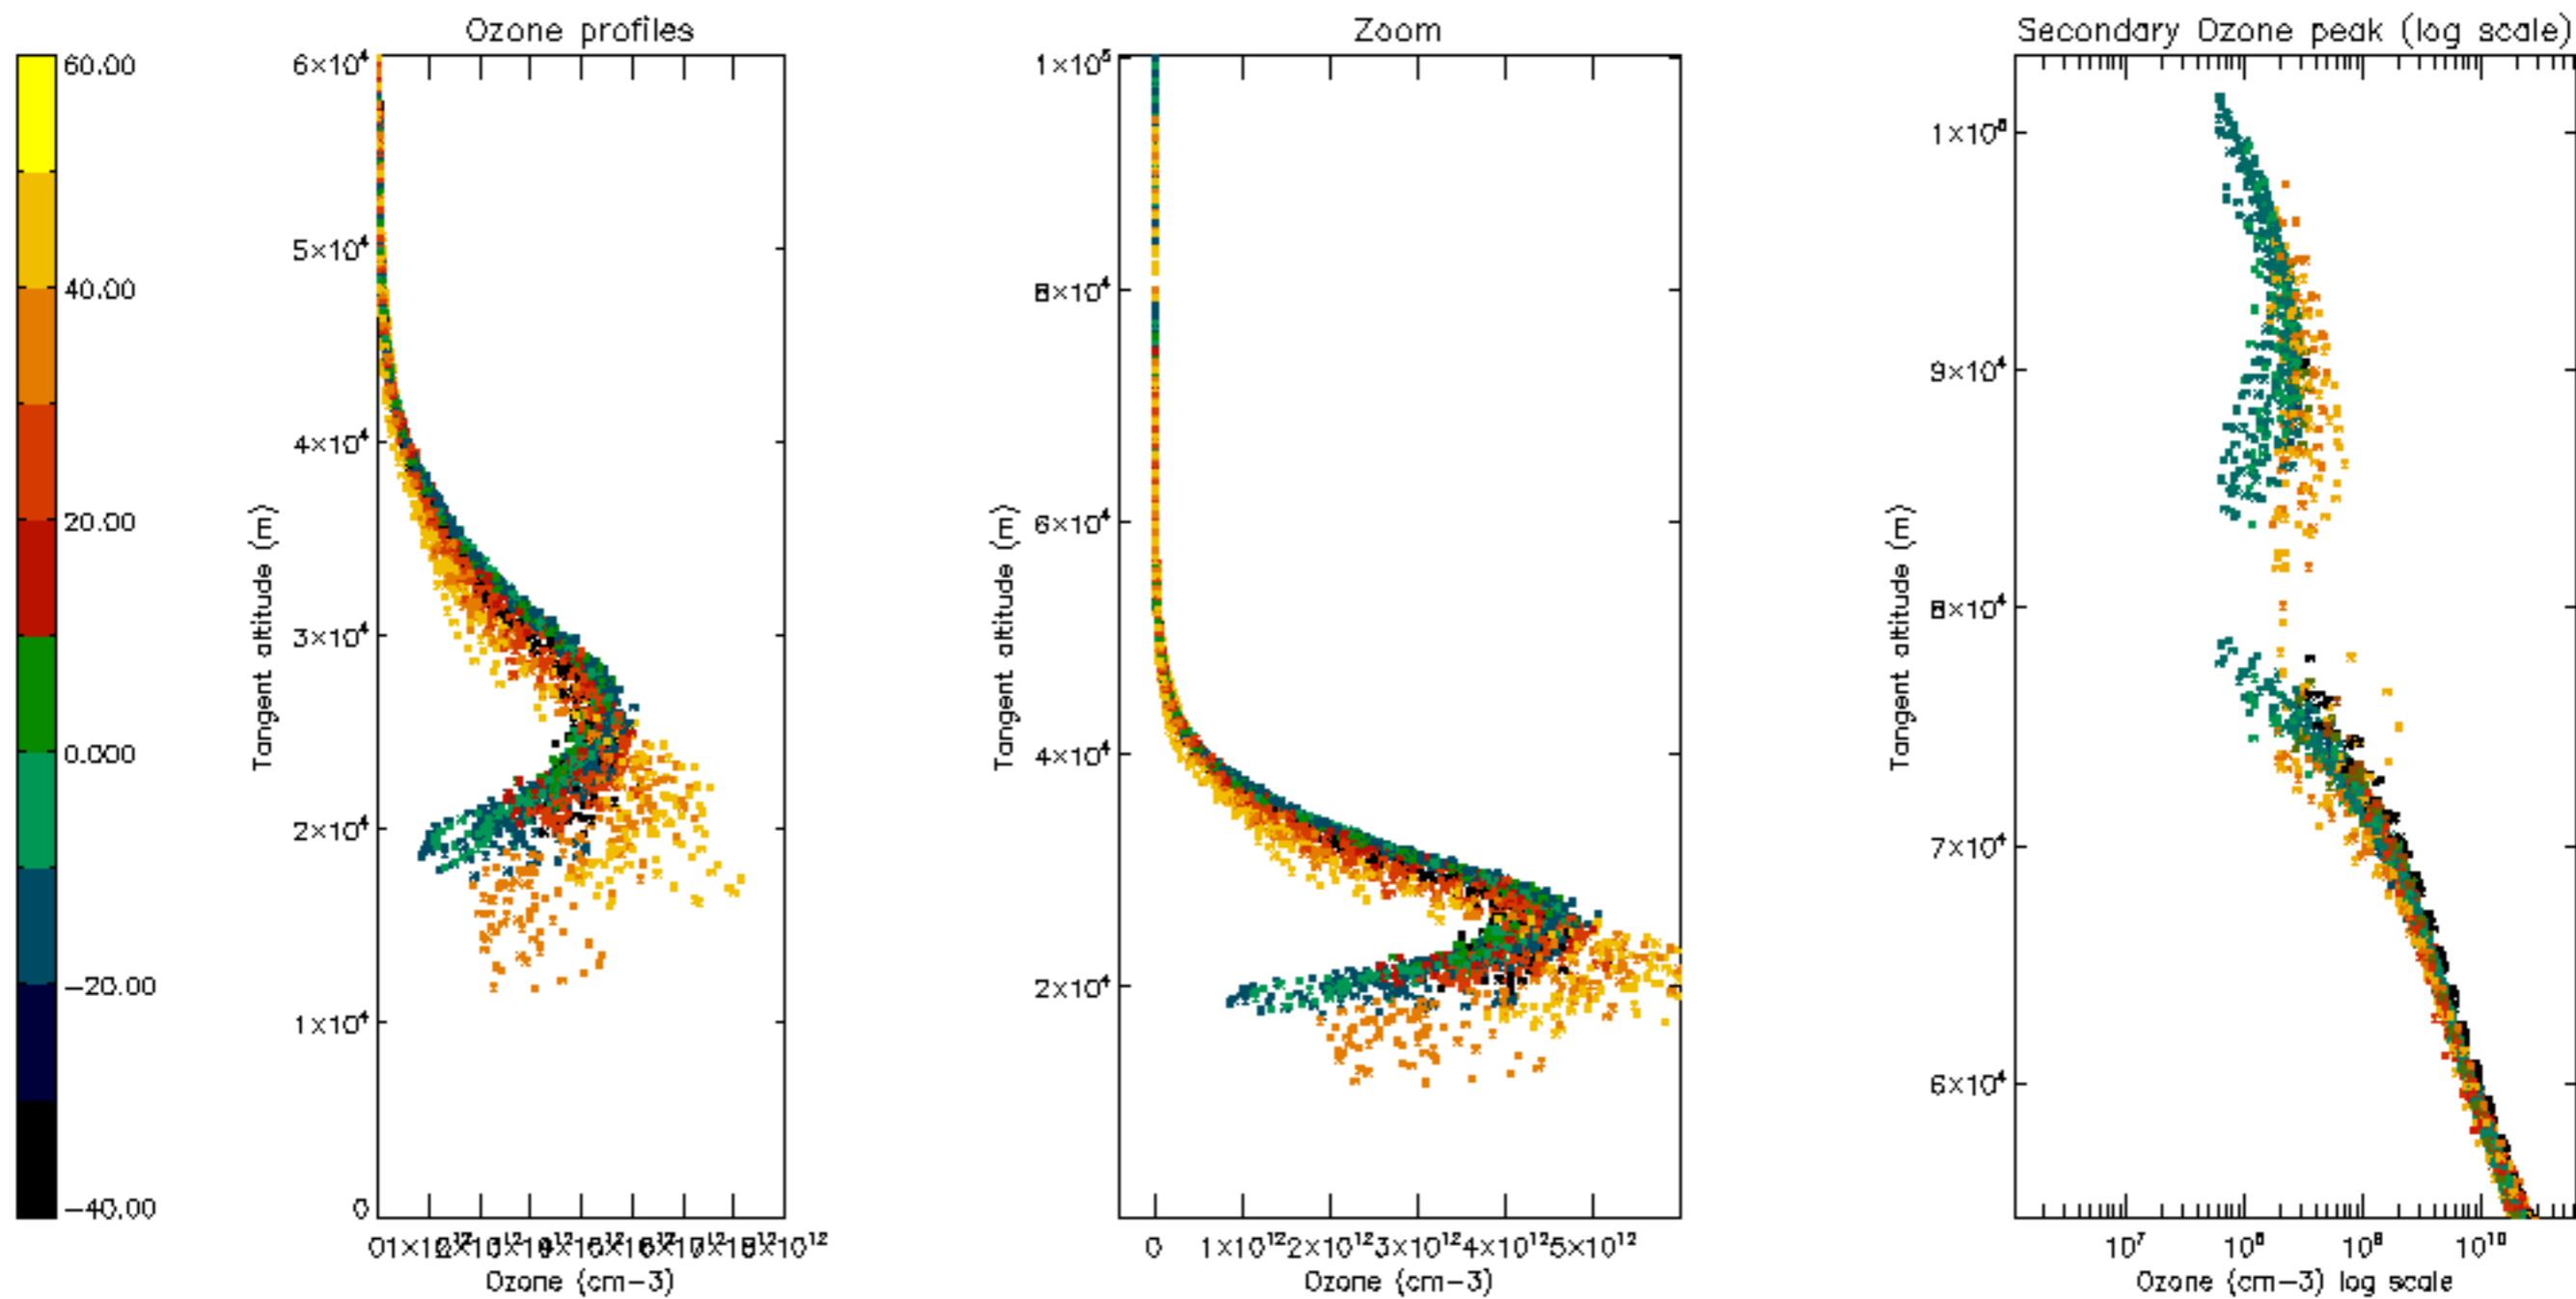 Ozone profiles
60.00
40.00
20.00
0.000
−20.00
−40.00
6×10⁴
5×10⁴
4×10⁴
3×10⁴
2×10⁴
1×10⁴
0
Tangent altitude (m)
Ozone (cm−3)
Zoom
1×10⁵
8×10⁴
6×10⁴
4×10⁴
2×10⁴
Tangent altitude (m)
0 1×10¹² 2×10¹² 3×10¹² 4×10¹² 5×10¹²
Ozone (cm−3)
Secondary Ozone peak (log scale)
9×10⁴
8×10⁴
7×10⁴
6×10⁴
Tangent altitude (m)
10⁷ 10⁸ 10⁹ 10¹⁰
Ozone (cm−3) log scale